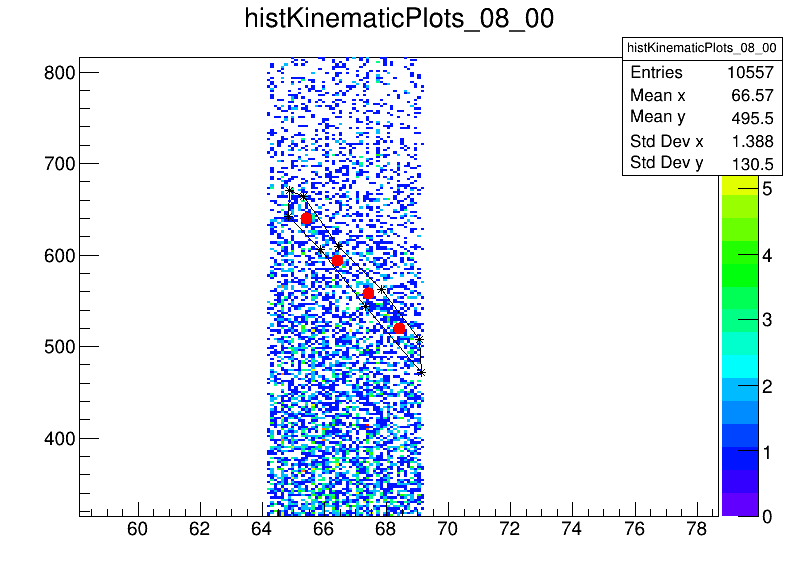 histKinematicPlots_08_00
histKinematicPlots_08_00
Entries 10557
Mean x 66.57
Mean y 495.5
Std Dev x 1.388
Std Dev y 130.5
800
700
600
500
400
60 62 64 66 68 70 72 74 76 78
5
4
3
2
1
0